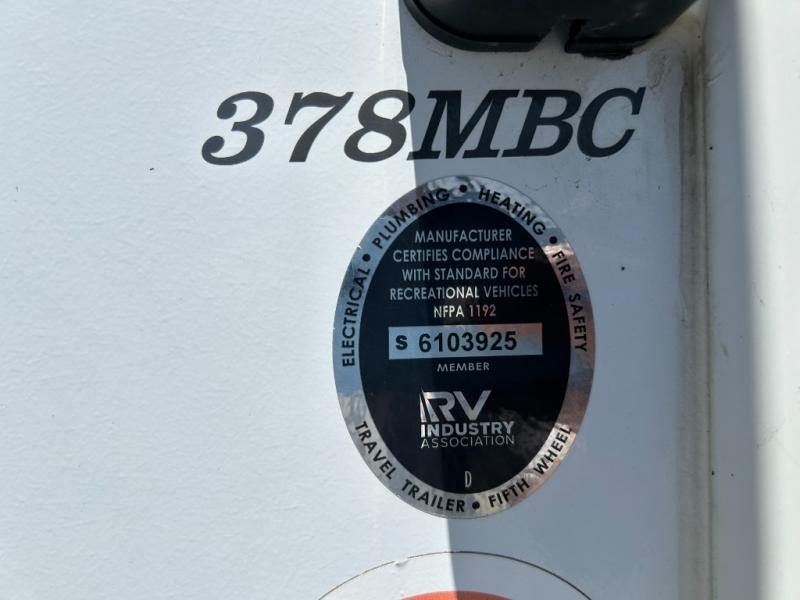 378MBC
ELECTRICAL • PLUMBING • HEATING • FIRE SAFETY
MANUFACTURER
CERTIFIES COMPLIANCE
WITH STANDARD FOR
RECREATIONAL VEHICLES
NFPA 1192
S 6103925
MEMBER
RV
INDUSTRY
ASSOCIATION
D
TRAVEL TRAILER • FIFTH WHEEL